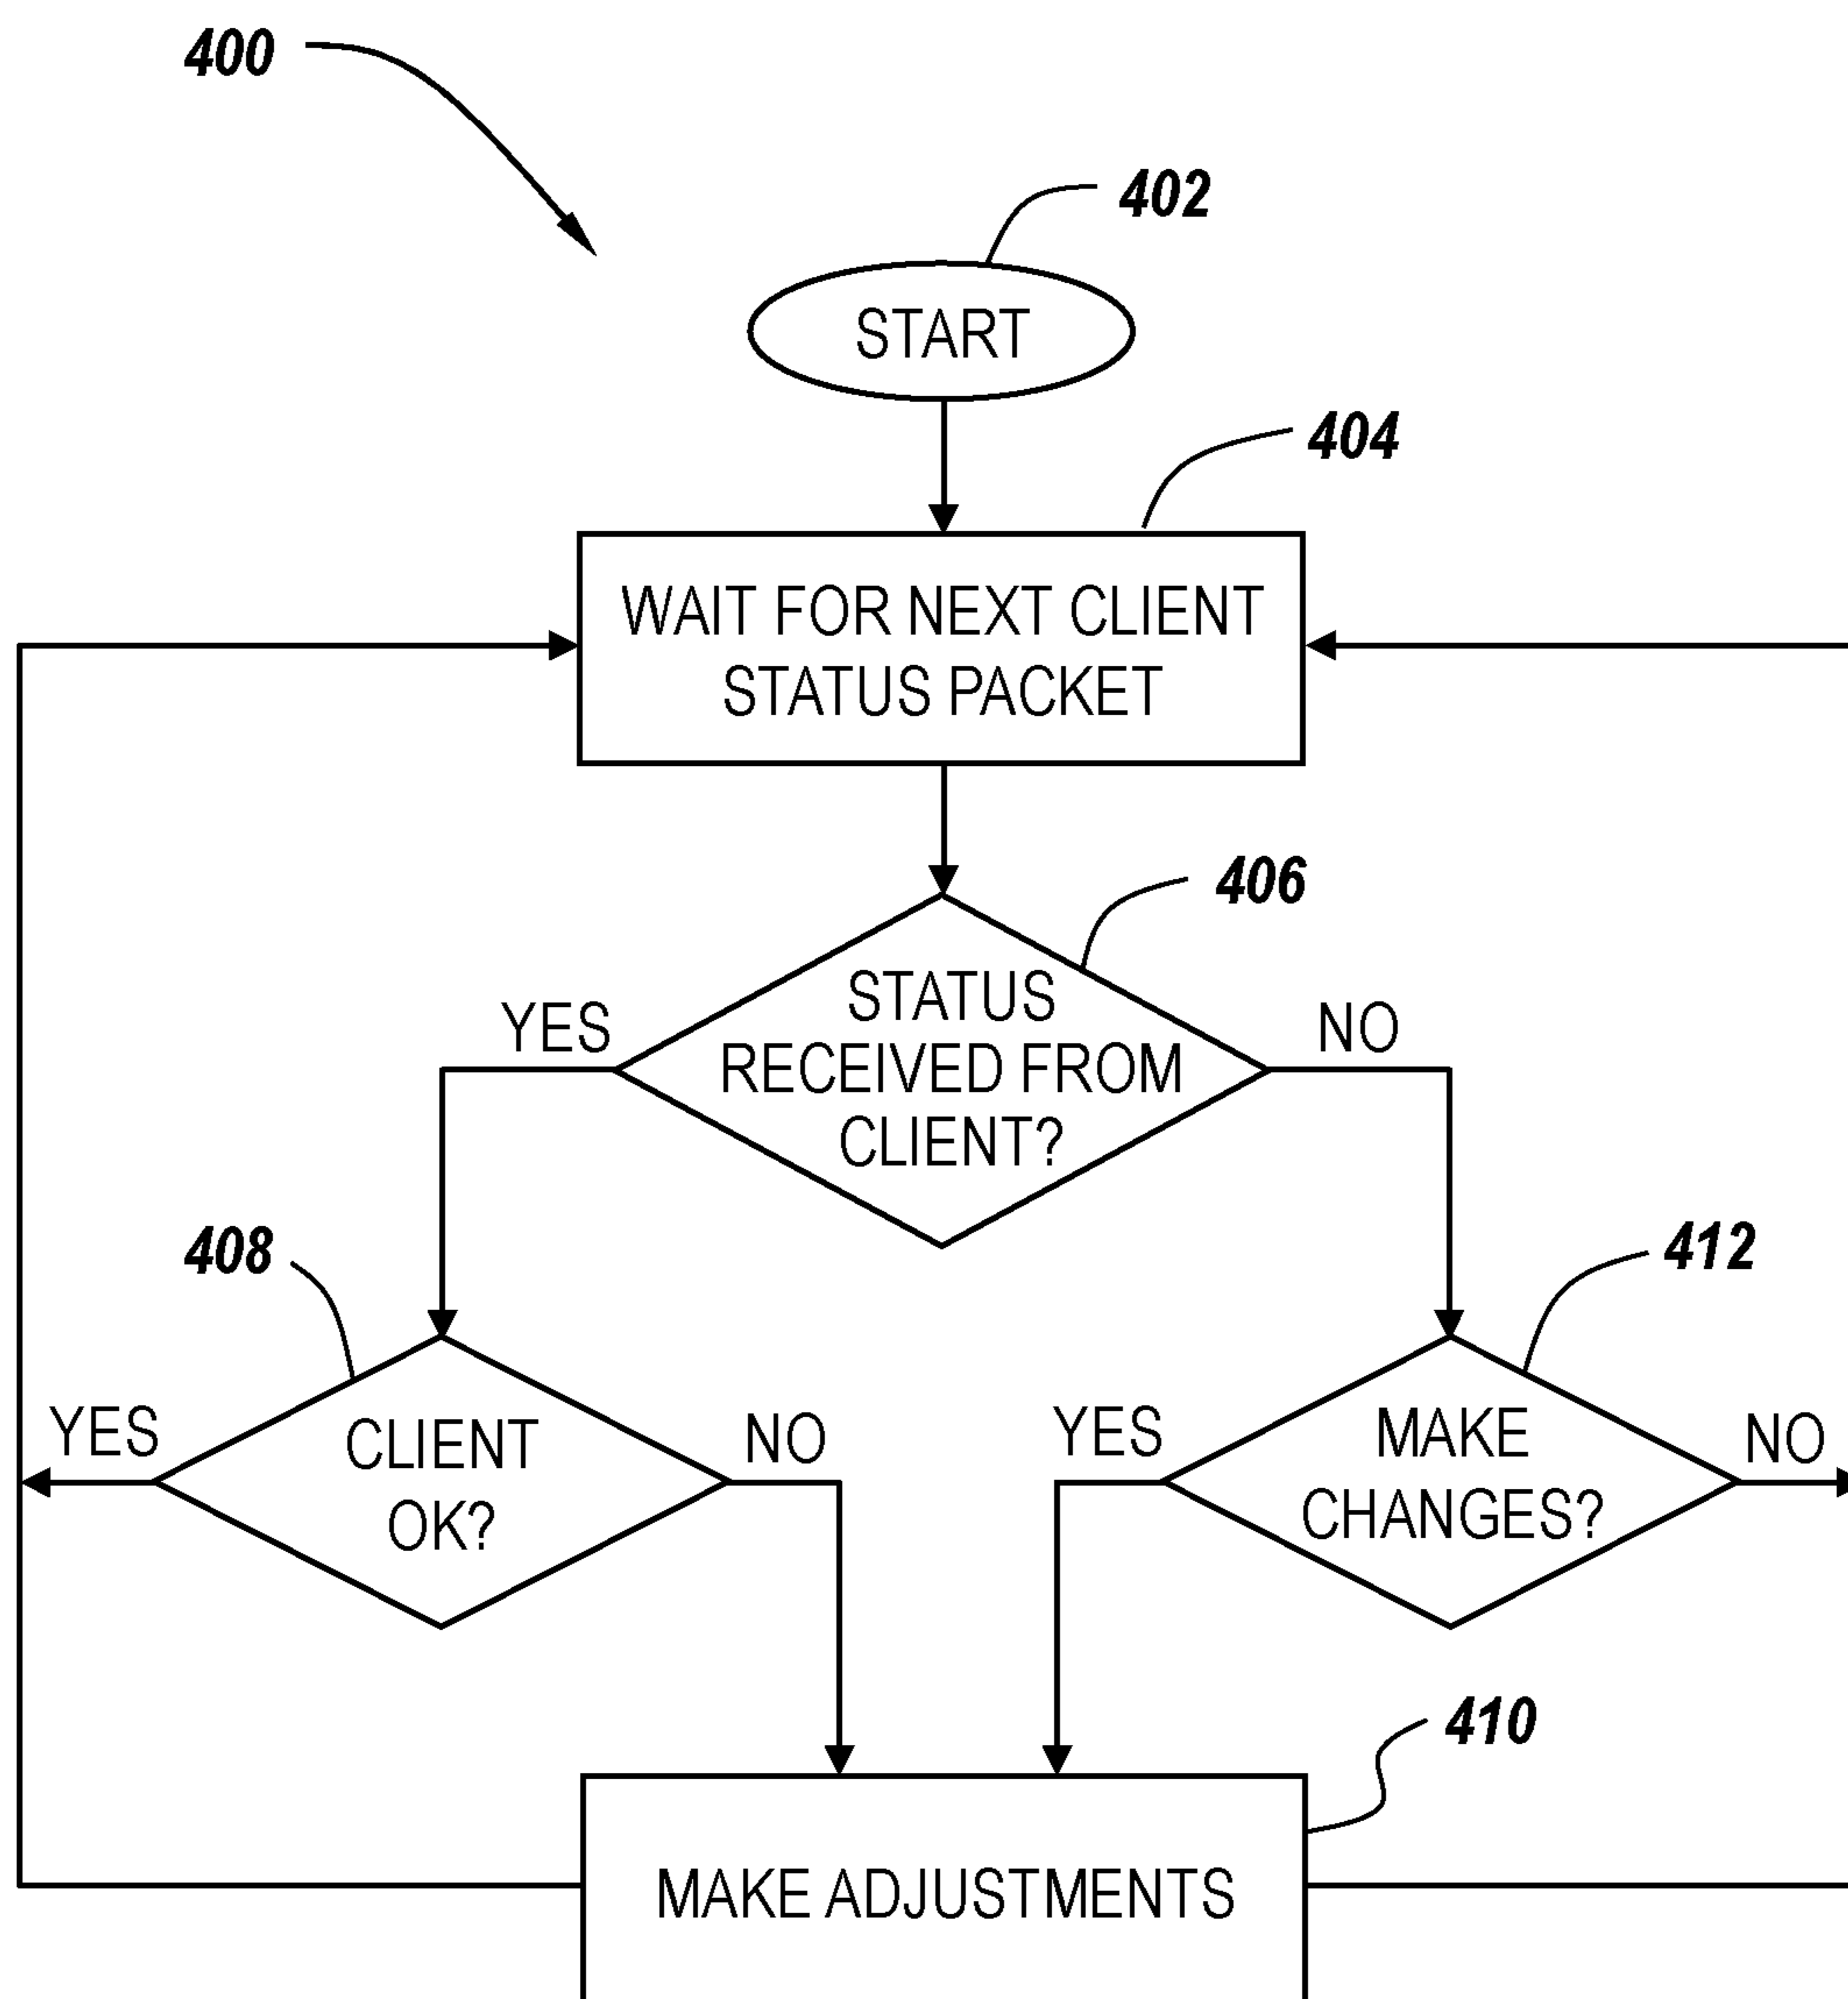 400
402
START
404
WAIT FOR NEXT CLIENT
STATUS PACKET
406
STATUS
RECEIVED FROM
CLIENT?
YES
NO
408
412
YES
CLIENT
OK?
NO
YES
MAKE
CHANGES?
NO
410
MAKE ADJUSTMENTS